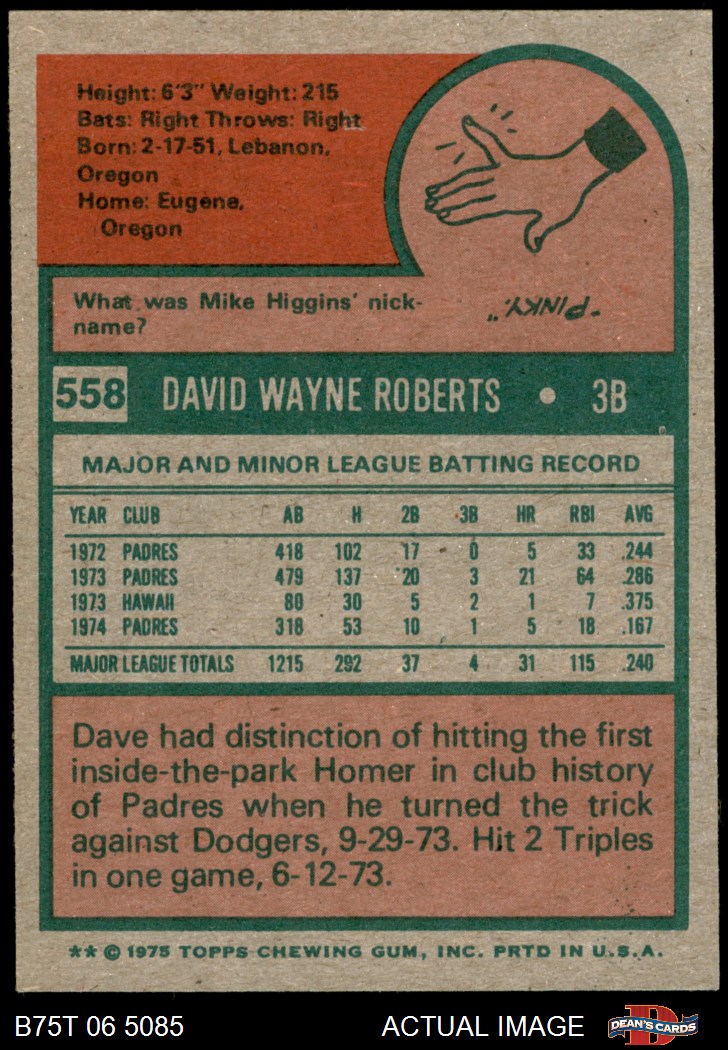 Height: 6'3" Weight: 215
Bats: Right Throws: Right
Born: 2-17-51, Lebanon,
Oregon
Home: Eugene,
Oregon
What was Mike Higgins' nick-
name?
"PINKY."
558 DAVID WAYNE ROBERTS • 3B
MAJOR AND MINOR LEAGUE BATTING RECORD
YEAR CLUB AB H 2B 3B HR RBI AVG
1972 PADRES 418 102 17 0 5 33 .244
1973 PADRES 479 137 20 3 21 64 .286
1973 HAWAII 80 30 5 2 1 7 .375
1974 PADRES 318 53 10 1 5 18 .167
MAJOR LEAGUE TOTALS 1215 292 37 4 31 115 .240
Dave had distinction of hitting the first
inside-the-park Homer in club history
of Padres when he turned the trick
against Dodgers, 9-29-73. Hit 2 Triples
in one game, 6-12-73.
** © 1975 TOPPS CHEWING GUM, INC. PRTD IN U.S.A.
B75T 06 5085 ACTUAL IMAGE D DEAN'S CARDS